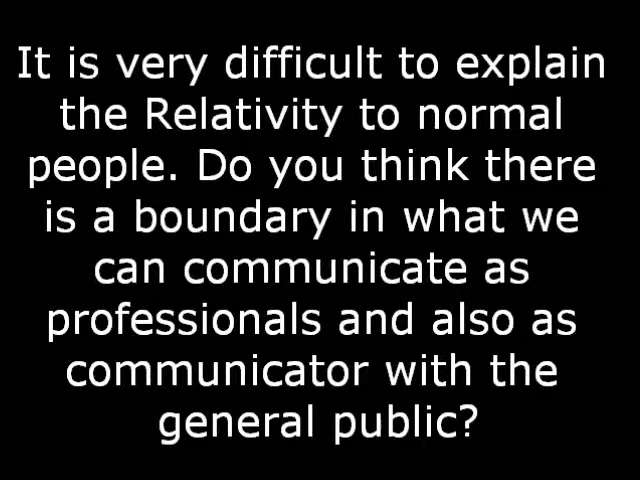 It is very difficult to explain
the Relativity to normal
people. Do you think there
is a boundary in what we
can communicate as
professionals and also as
communicator with the
general public?